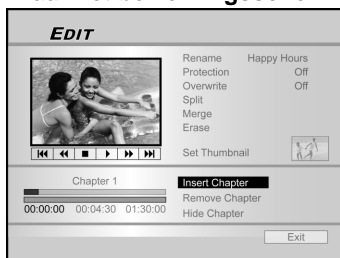 EDIT
Rename Happy Hours
Protection Off
Overwrite Off
Split
Merge
Erase
Set Thumbnail
Chapter 1
00:00:00 00:04:30 01:30:00
Insert Chapter
Remove Chapter
Hide Chapter
Exit